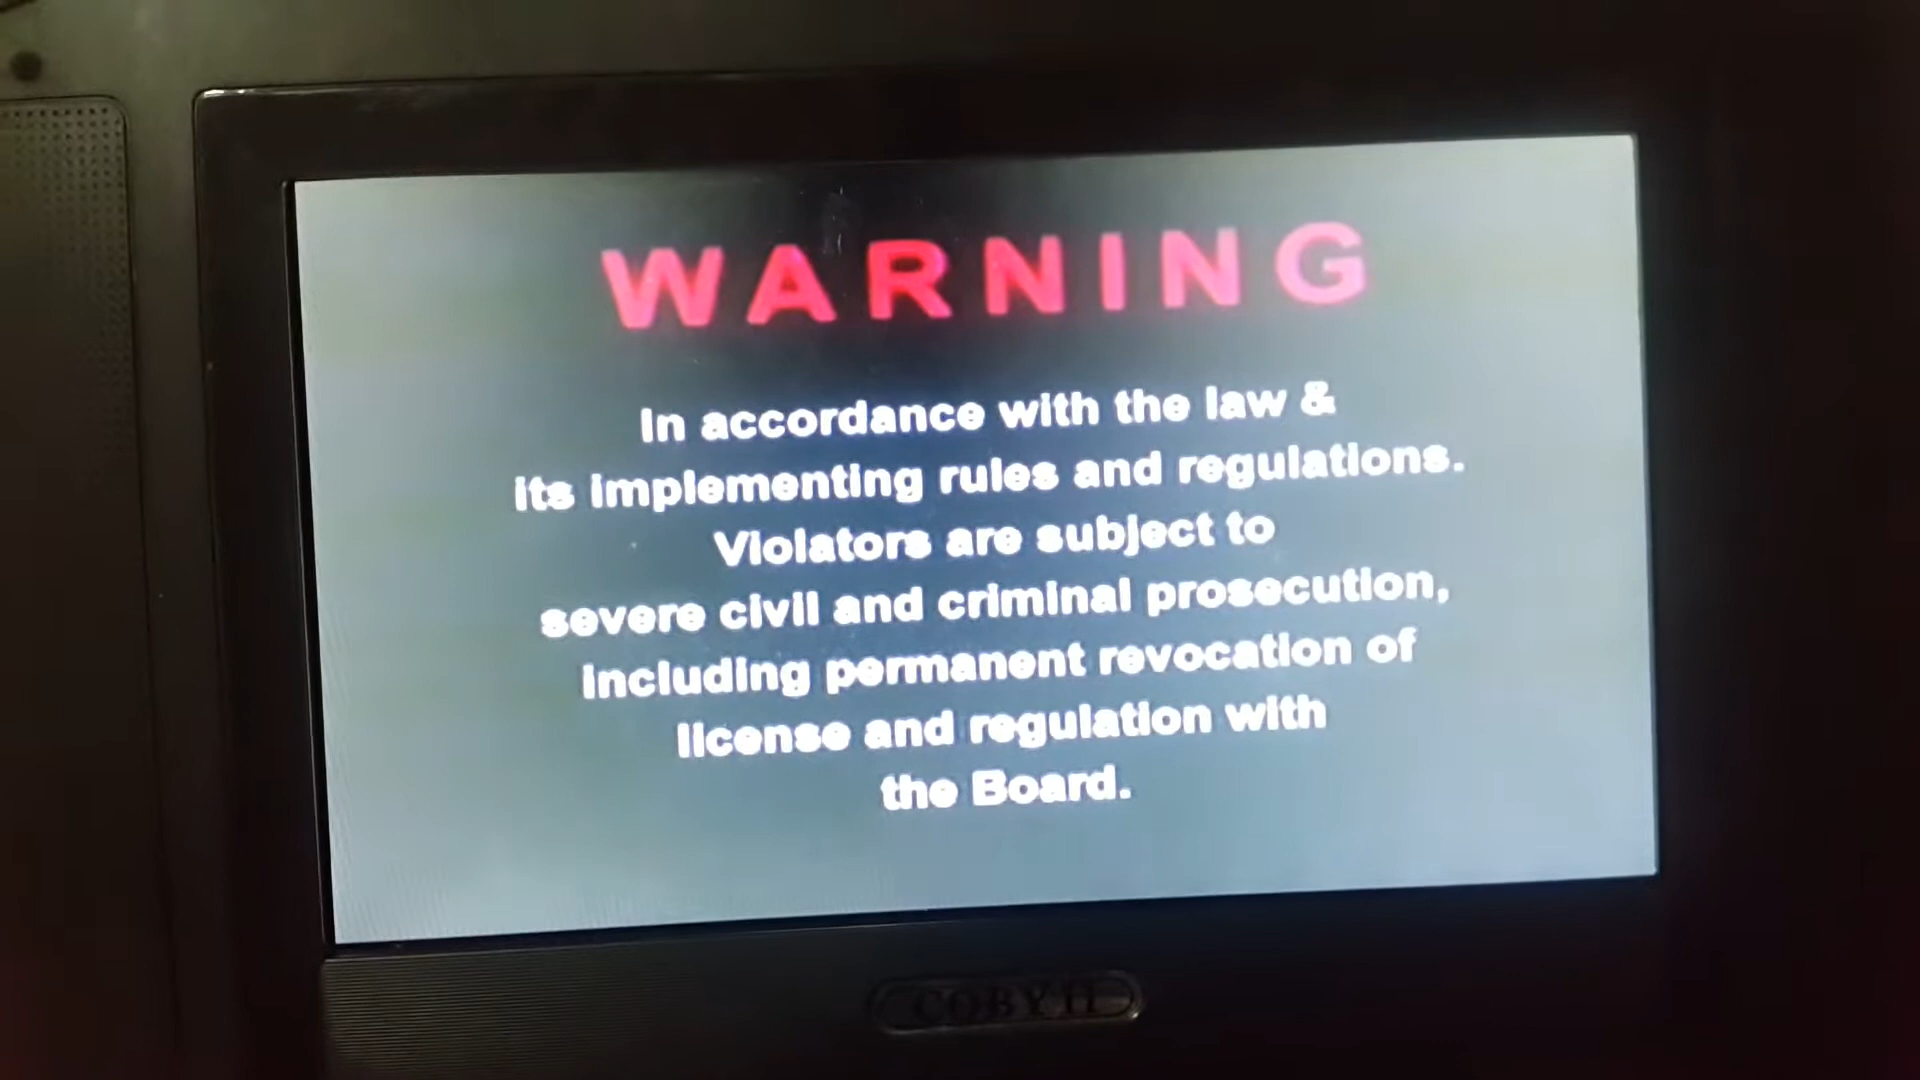 WARNING
In accordance with the law &
its implementing rules and regulations.
Violators are subject to
severe civil and criminal prosecution,
including permanent revocation of
license and regulation with
the Board.